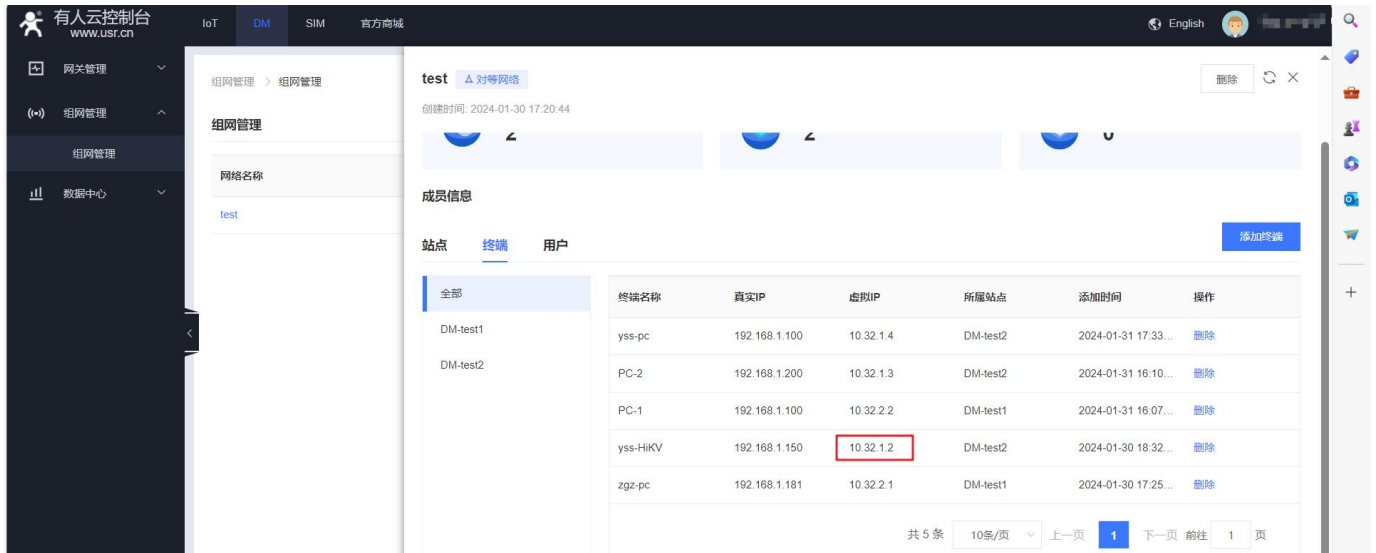 有人云控制台
www.usr.cn
IoT DM SIM 官方商城 English
网关管理
组网管理
组网管理
数据中心
组网管理 > 组网管理
组网管理
网络名称
test
test 对等网络 删除
创建时间: 2024-01-30 17:20:44
成员信息
站点 终端 用户 添加终端
全部
DM-test1
DM-test2
终端名称 真实IP 虚拟IP 所属站点 添加时间 操作
yss-pc 192.168.1.100 10.32.1.4 DM-test2 2024-01-31 17:33... 删除
PC-2 192.168.1.200 10.32.1.3 DM-test2 2024-01-31 16:10... 删除
PC-1 192.168.1.100 10.32.2.2 DM-test1 2024-01-31 16:07... 删除
yss-HiKV 192.168.1.150 10.32.1.2 DM-test2 2024-01-30 18:32... 删除
zgz-pc 192.168.1.181 10.32.2.1 DM-test1 2024-01-30 17:25... 删除
共 5 条 10条/页 上一页 1 下一页 前往 1 页